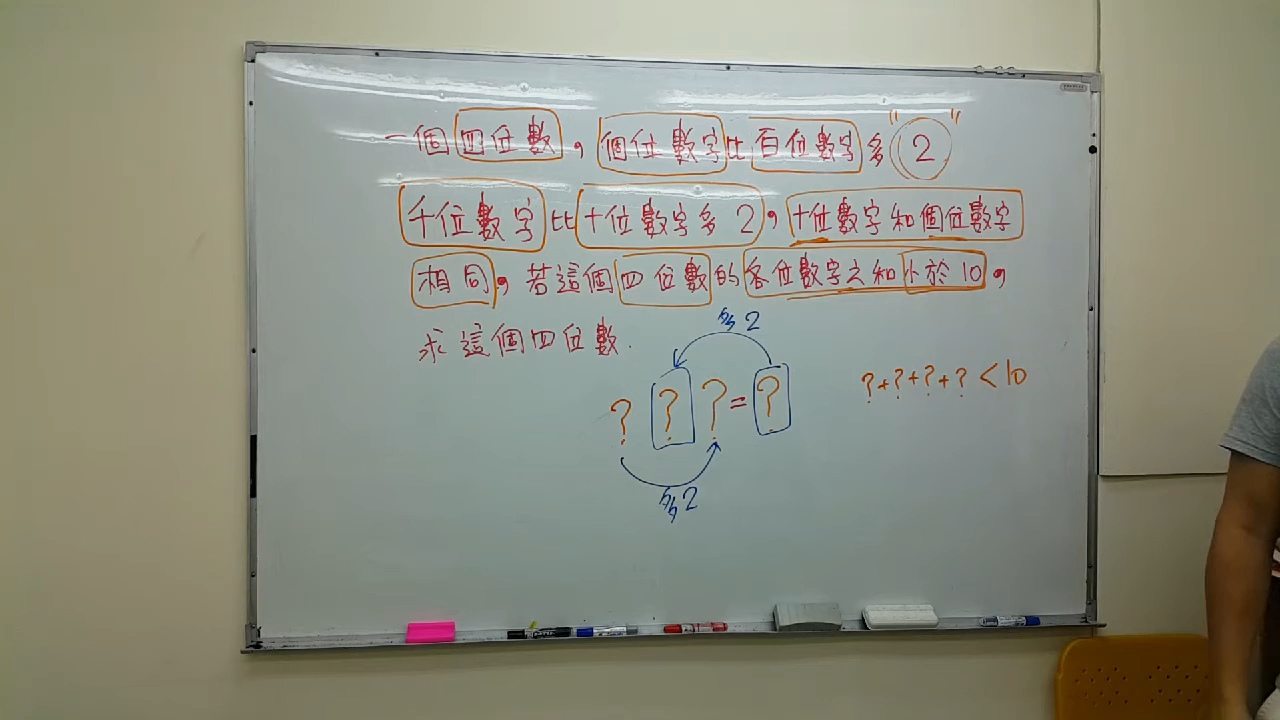 一個四位數，個位數字比百位數字多"2"
千位數字比十位數字多2，十位數字和個位數字
相同，若這個四位數的各位數字之和小於10，
求這個四位數.
多2
? ? ? = ?
?+?+?+?<10
多2